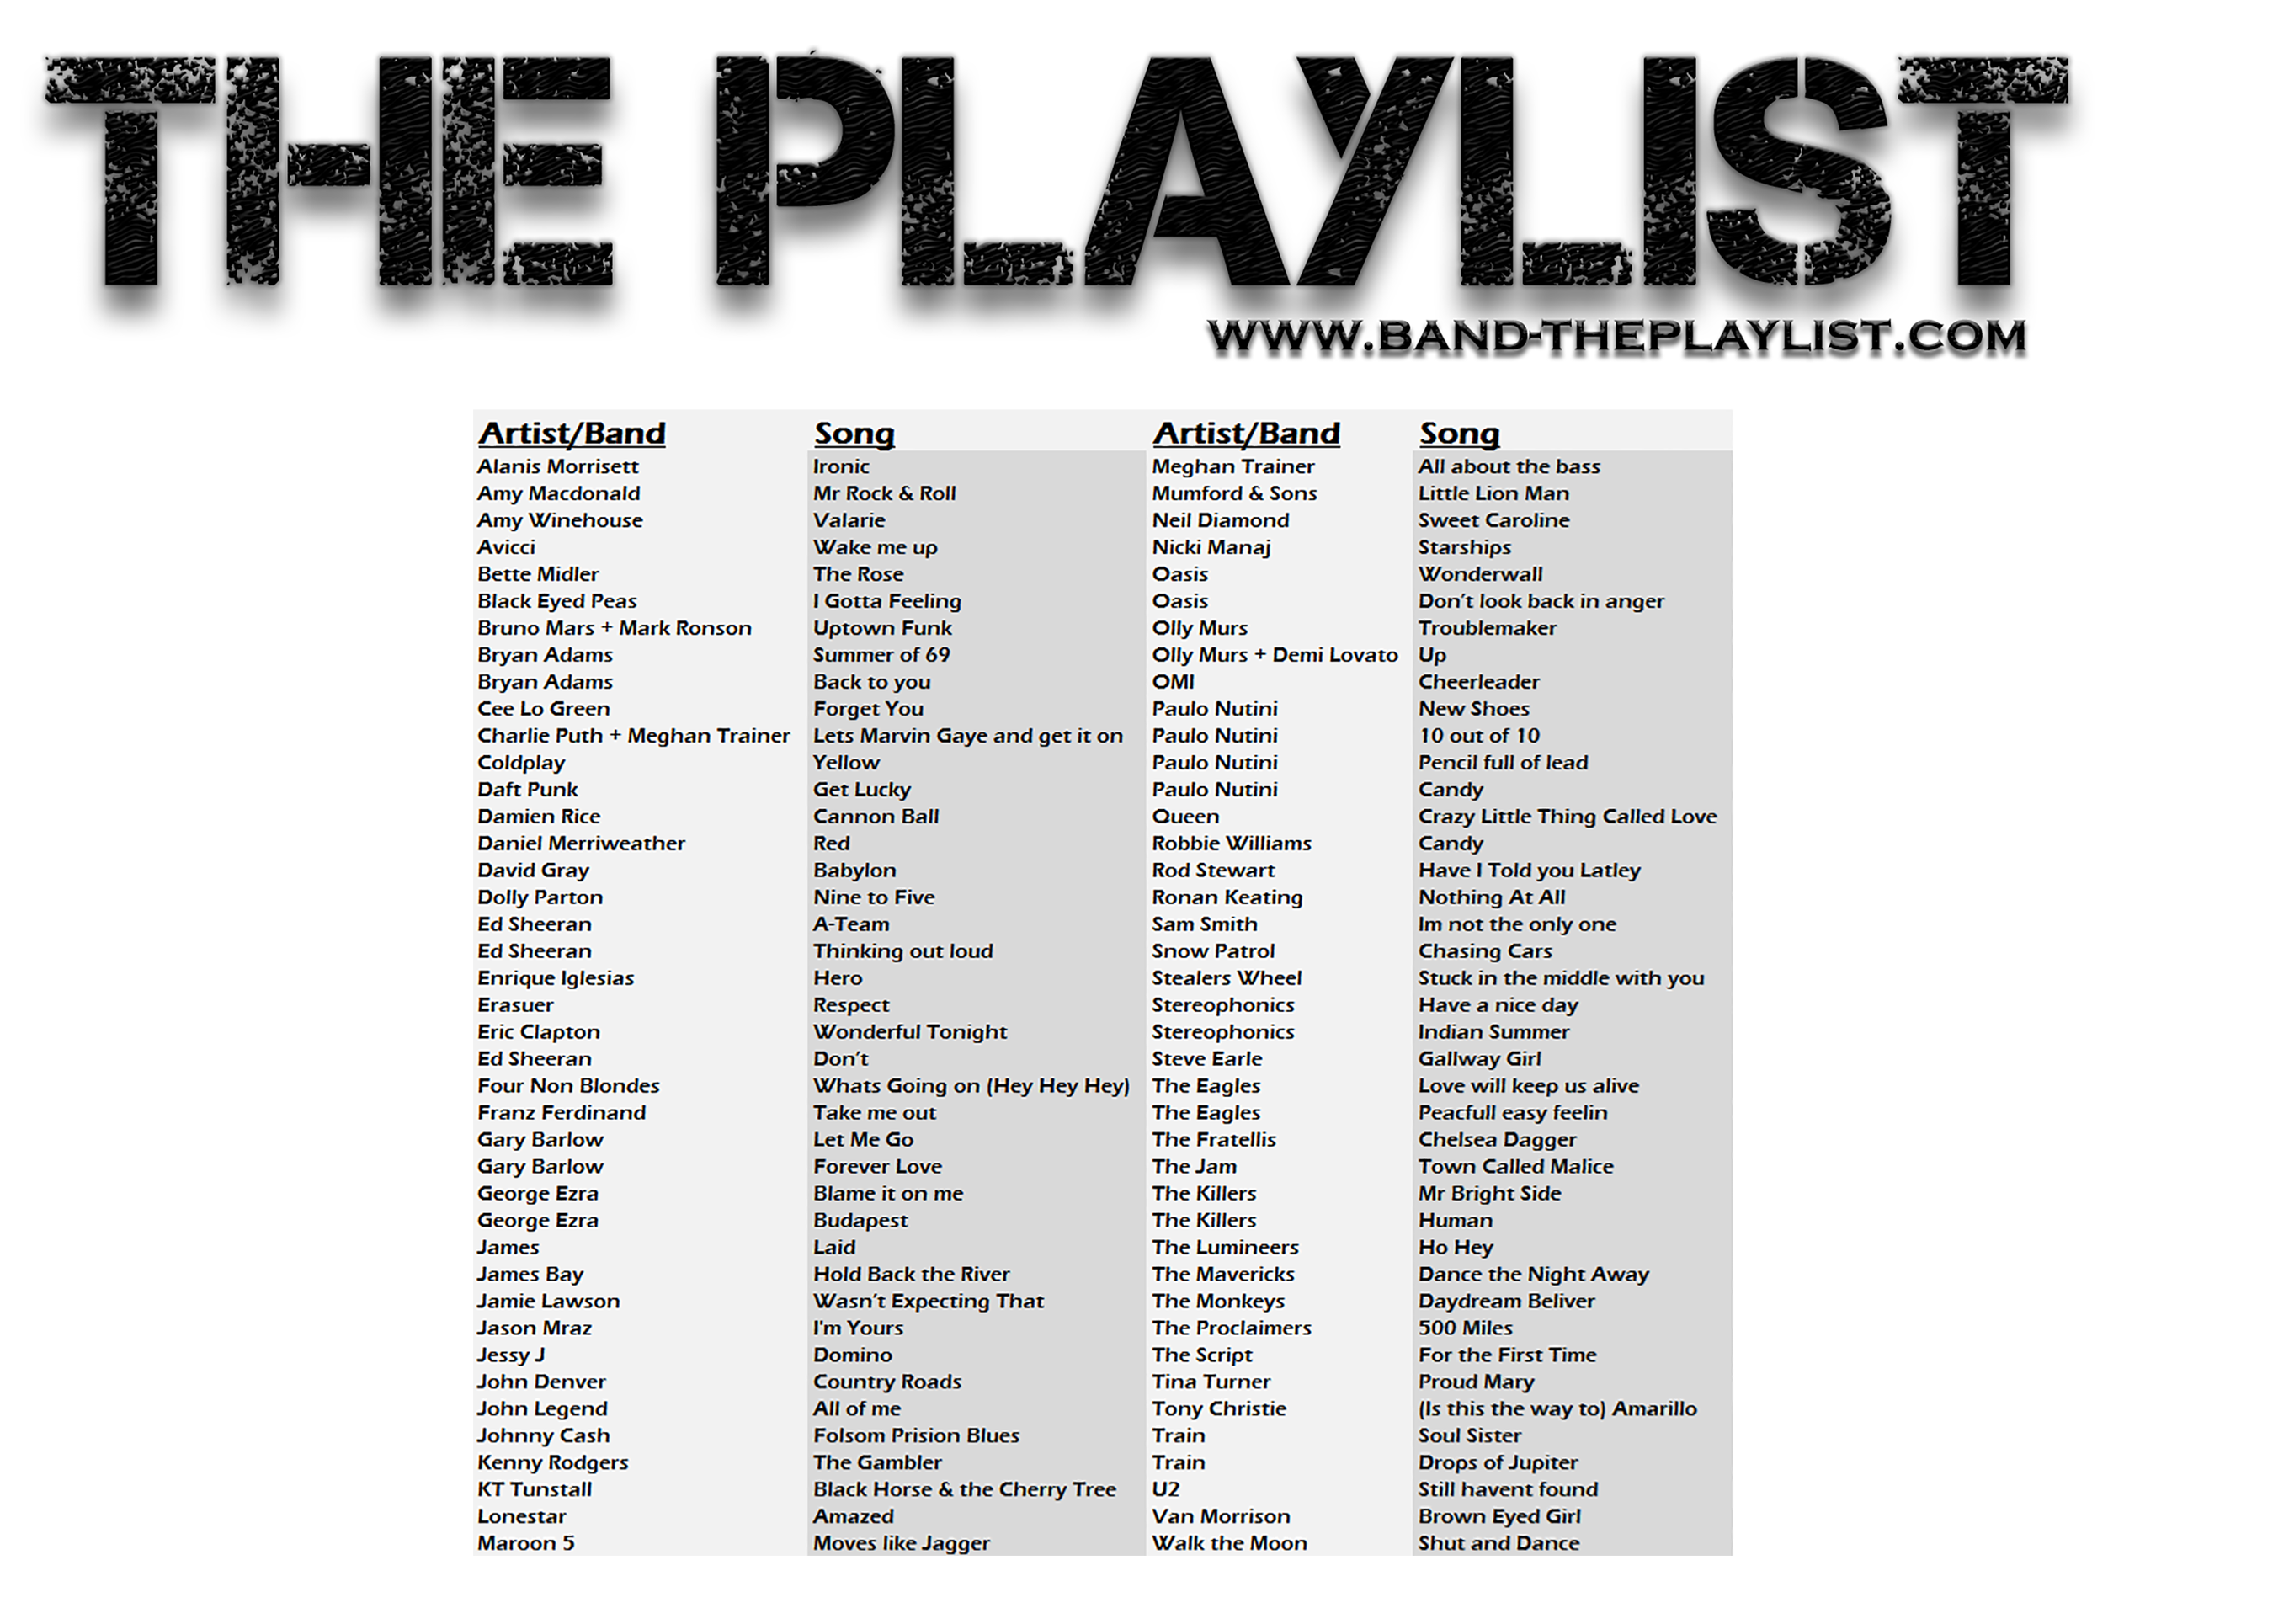 THE PLAYLIST
WWW.BAND-THEPLAYLIST.COM
Artist/Band Song Artist/Band Song
Alanis Morrisett Ironic Meghan Trainer All about the bass
Amy Macdonald Mr Rock & Roll Mumford & Sons Little Lion Man
Amy Winehouse Valarie Neil Diamond Sweet Caroline
Avicci Wake me up Nicki Manaj Starships
Bette Midler The Rose Oasis Wonderwall
Black Eyed Peas I Gotta Feeling Oasis Don't look back in anger
Bruno Mars + Mark Ronson Uptown Funk Olly Murs Troublemaker
Bryan Adams Summer of 69 Olly Murs + Demi Lovato Up
Bryan Adams Back to you OMI Cheerleader
Cee Lo Green Forget You Paulo Nutini New Shoes
Charlie Puth + Meghan Trainer Lets Marvin Gaye and get it on Paulo Nutini 10 out of 10
Coldplay Yellow Paulo Nutini Pencil full of lead
Daft Punk Get Lucky Paulo Nutini Candy
Damien Rice Cannon Ball Queen Crazy Little Thing Called Love
Daniel Merriweather Red Robbie Williams Candy
David Gray Babylon Rod Stewart Have I Told you Latley
Dolly Parton Nine to Five Ronan Keating Nothing At All
Ed Sheeran A-Team Sam Smith Im not the only one
Ed Sheeran Thinking out loud Snow Patrol Chasing Cars
Enrique Iglesias Hero Stealers Wheel Stuck in the middle with you
Erasuer Respect Stereophonics Have a nice day
Eric Clapton Wonderful Tonight Stereophonics Indian Summer
Ed Sheeran Don't Steve Earle Gallway Girl
Four Non Blondes Whats Going on (Hey Hey Hey) The Eagles Love will keep us alive
Franz Ferdinand Take me out The Eagles Peacfull easy feelin
Gary Barlow Let Me Go The Fratellis Chelsea Dagger
Gary Barlow Forever Love The Jam Town Called Malice
George Ezra Blame it on me The Killers Mr Bright Side
George Ezra Budapest The Killers Human
James Laid The Lumineers Ho Hey
James Bay Hold Back the River The Mavericks Dance the Night Away
Jamie Lawson Wasn't Expecting That The Monkeys Daydream Beliver
Jason Mraz I'm Yours The Proclaimers 500 Miles
Jessy J Domino The Script For the First Time
John Denver Country Roads Tina Turner Proud Mary
John Legend All of me Tony Christie (Is this the way to) Amarillo
Johnny Cash Folsom Prision Blues Train Soul Sister
Kenny Rodgers The Gambler Train Drops of Jupiter
KT Tunstall Black Horse & the Cherry Tree U2 Still havent found
Lonestar Amazed Van Morrison Brown Eyed Girl
Maroon 5 Moves like Jagger Walk the Moon Shut and Dance